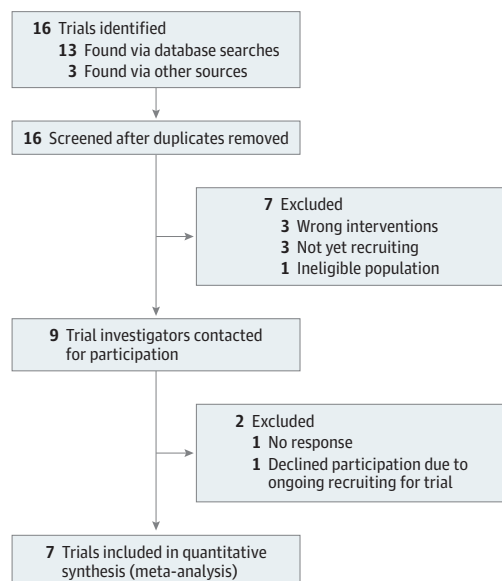 16 Trials identified
13 Found via database searches
3 Found via other sources
16 Screened after duplicates removed
7 Excluded
3 Wrong interventions
3 Not yet recruiting
1 Ineligible population
9 Trial investigators contacted
for participation
2 Excluded
1 No response
1 Declined participation due to
ongoing recruiting for trial
7 Trials included in quantitative
synthesis (meta-analysis)